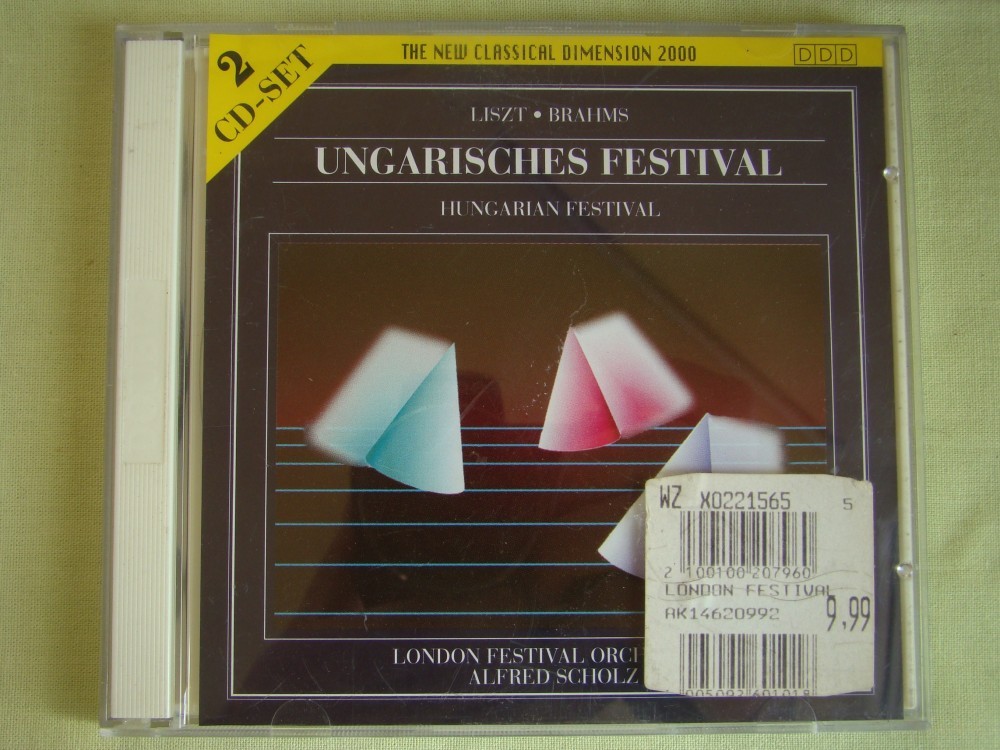 2
CD-SET
THE NEW CLASSICAL DIMENSION 2000
DDD
LISZT • BRAHMS
UNGARISCHES FESTIVAL
HUNGARIAN FESTIVAL
WZ X0221565 5
2 100100 207960
LONDON FESTIVAL
AK14620992
9,99
LONDON FESTIVAL ORCH
ALFRED SCHOLZ